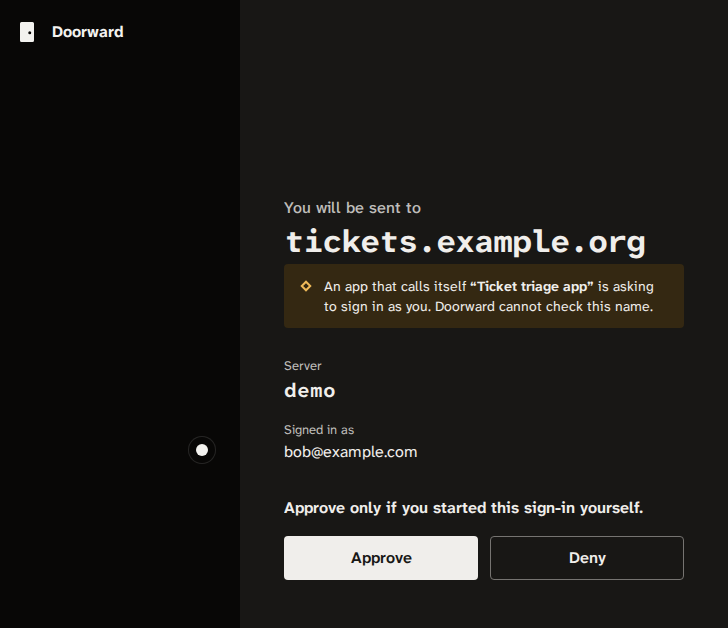 Doorward
You will be sent to
tickets.example.org
An app that calls itself “Ticket triage app” is asking
to sign in as you. Doorward cannot check this name.
Server
demo
Signed in as
bob@example.com
Approve only if you started this sign-in yourself.
Approve
Deny